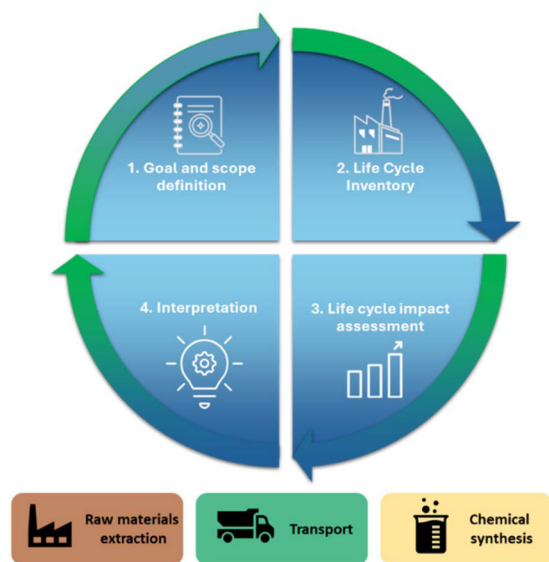 1. Goal and scope
definition
2. Life Cycle
Inventory
4. Interpretation
3. Life cycle impact
assessment
Raw materials
extraction
Transport
Chemical
synthesis